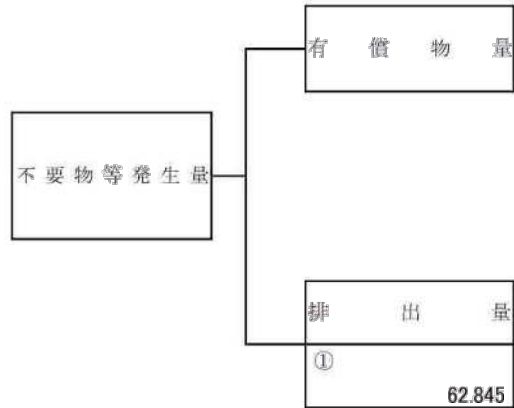 有償物量
不要物等発生量
排出量
①
62.845